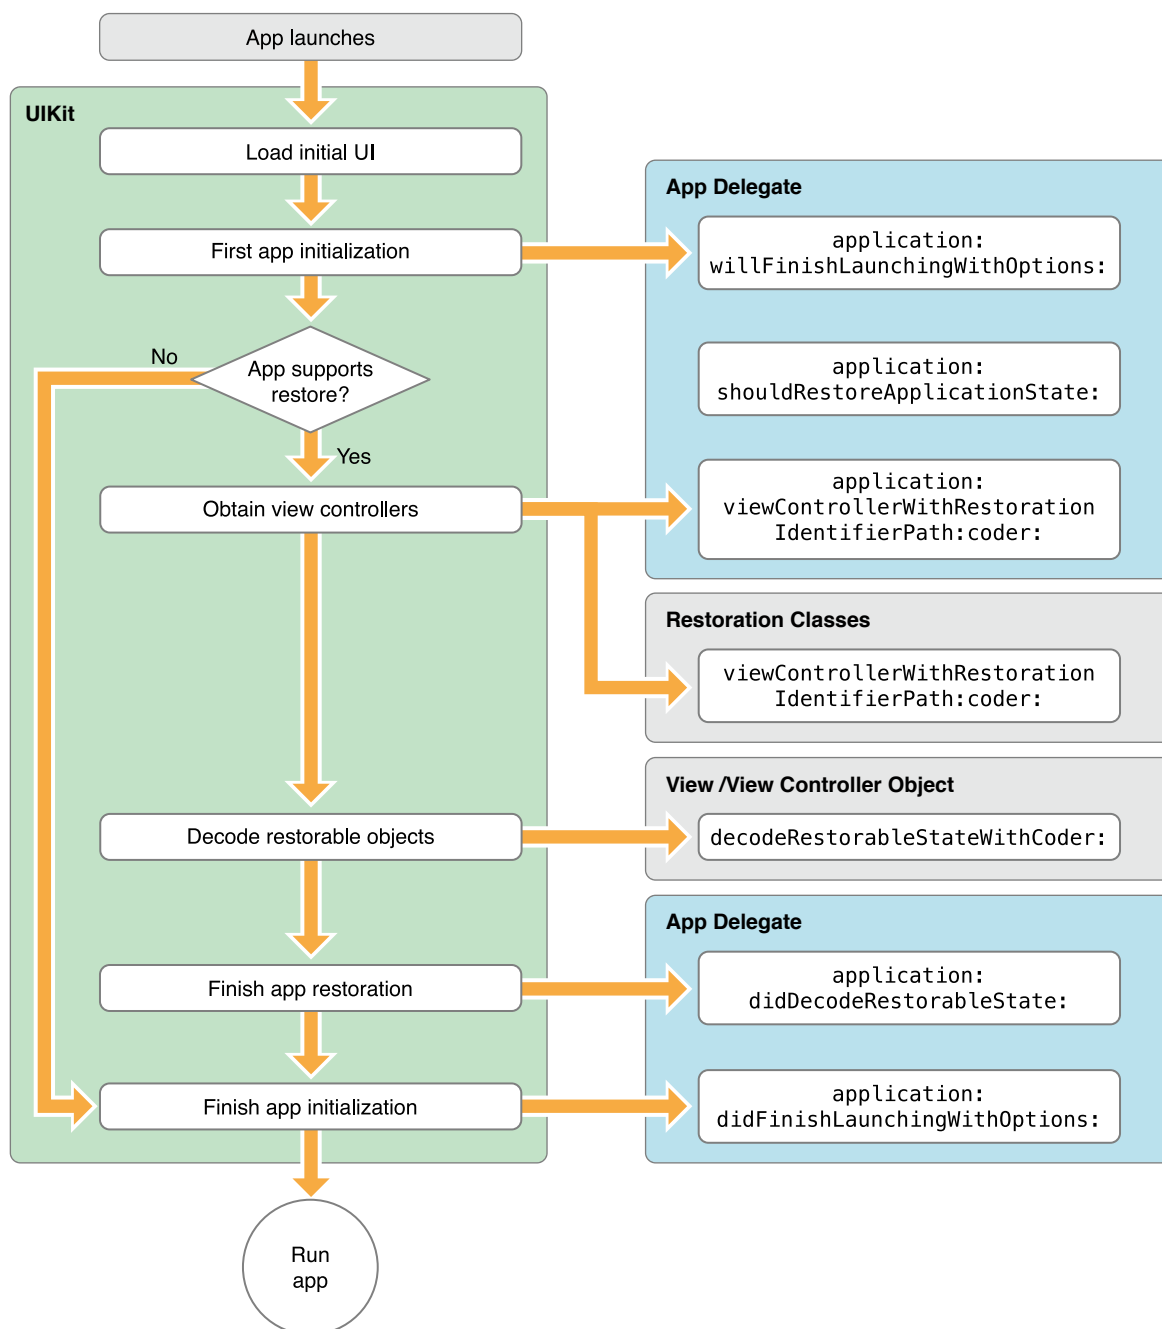 App launches
UIKit
Load initial UI
First app initialization
No
App supports
restore?
Yes
Obtain view controllers
Decode restorable objects
Finish app restoration
Finish app initialization
Run
app
App Delegate
application:
willFinishLaunchingWithOptions:
application:
shouldRestoreApplicationState:
application:
viewControllerWithRestoration
IdentifierPath:coder:
Restoration Classes
viewControllerWithRestoration
IdentifierPath:coder:
View /View Controller Object
decodeRestorableStateWithCoder:
App Delegate
application:
didDecodeRestorableState:
application:
didFinishLaunchingWithOptions: